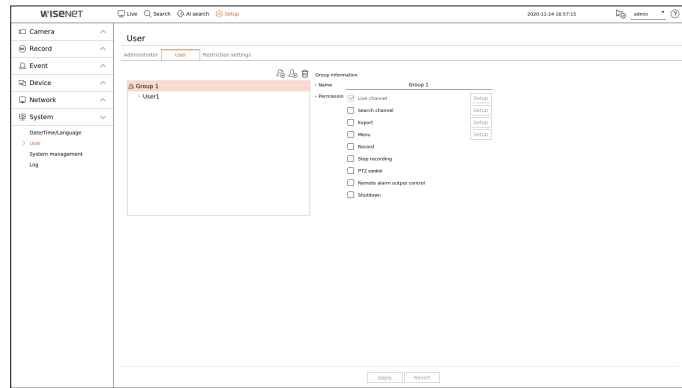 WISENET
Live Search AI search Setup 2020-11-24 16:57:15 admin
Camera
Record
Event
Device
Network
System
Date/Time/Language
User
System management
Log
User
Administrator User Restriction settings
Group 1
User1
Group information
Name Group 1
Permission Live channel Setup
Search channel Setup
Export Setup
Menu Setup
Record
Stop recording
PTZ control
Remote alarm output control
Shutdown
Apply Revert